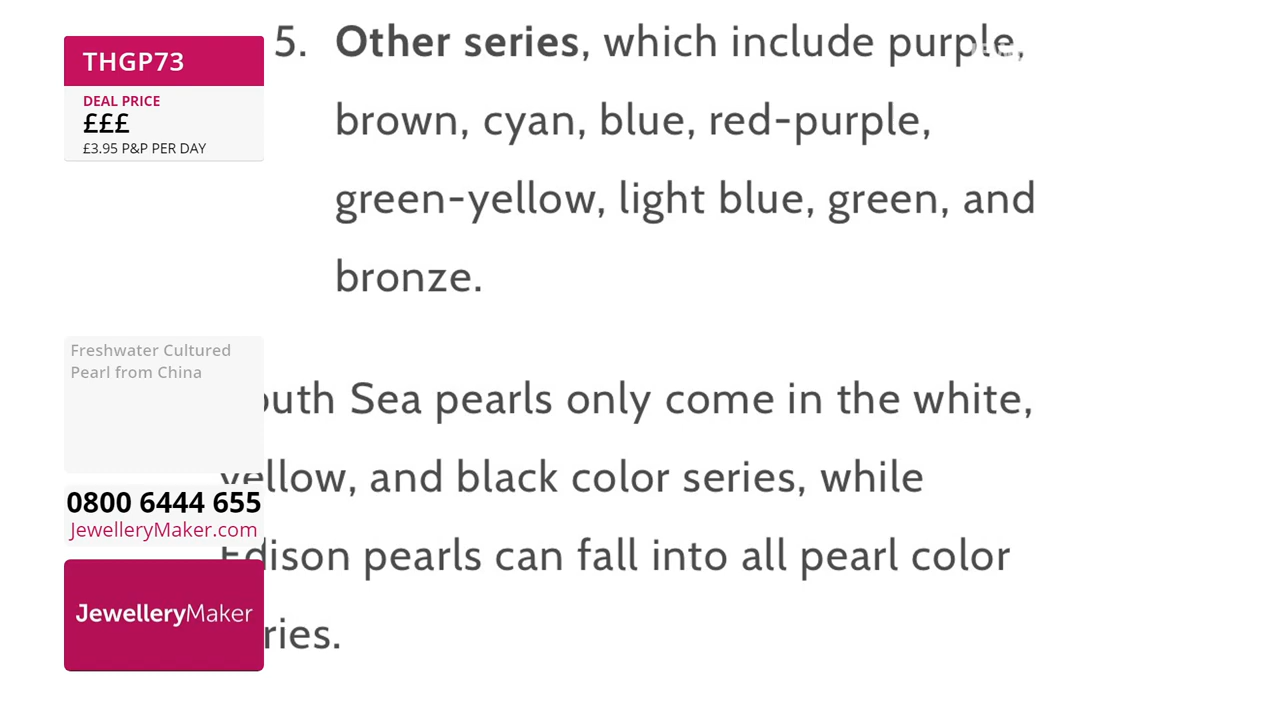 THGP73
DEAL PRICE
£££
£3.95 P&P PER DAY
5. Other series, which include purple,
brown, cyan, blue, red-purple,
green-yellow, light blue, green, and
bronze.
Freshwater Cultured
Pearl from China
outh Sea pearls only come in the white,
yellow, and black color series, while
Edison pearls can fall into all pearl color
ries.
0800 6444 655
JewelleryMaker.com
JewelleryMaker